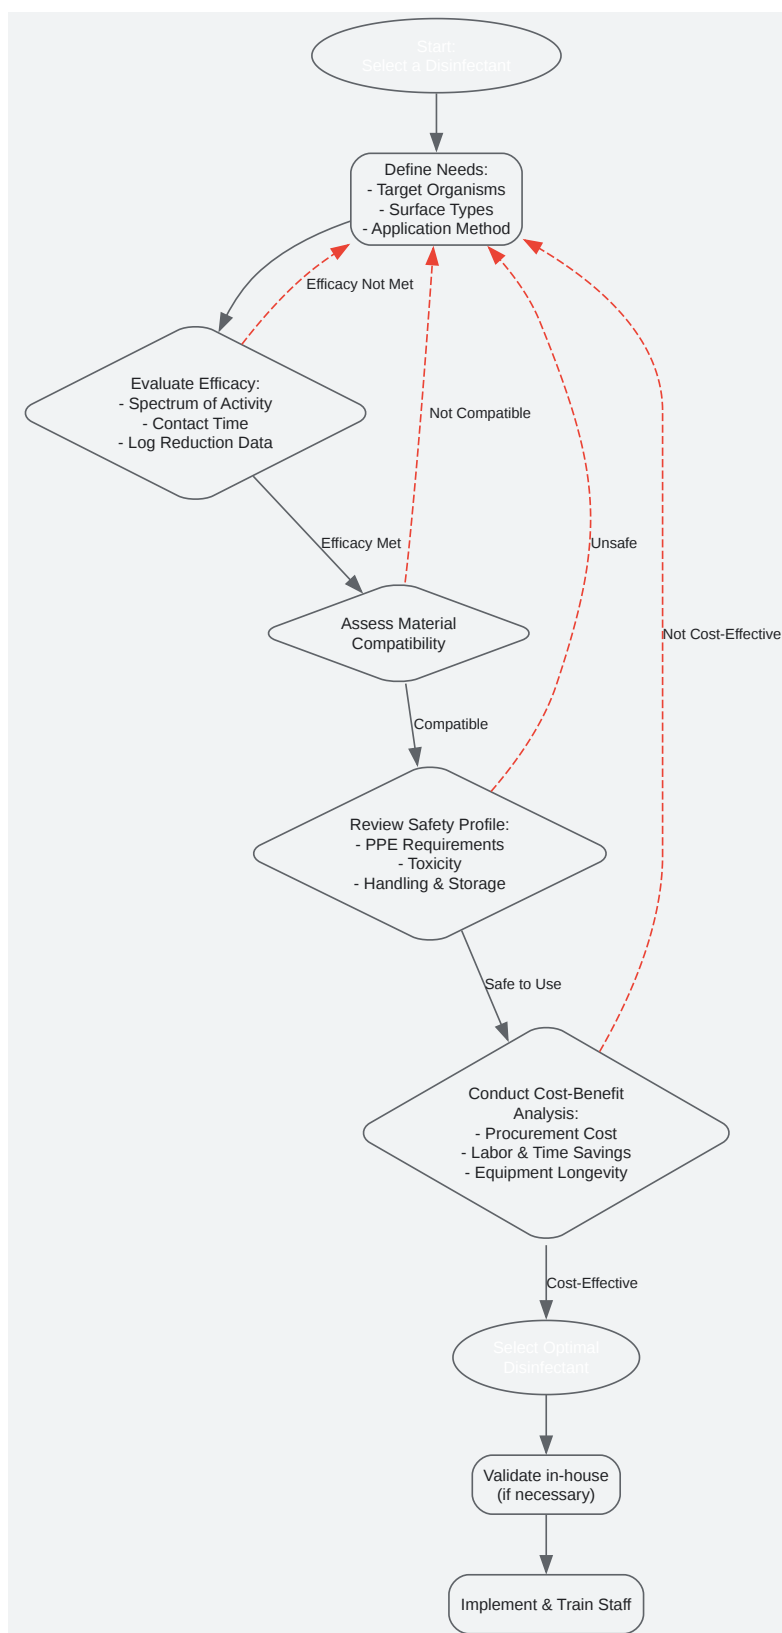 Start:
Select a Disinfectant
Define Needs:
- Target Organisms
- Surface Types
- Application Method
Efficacy Not Met
Evaluate Efficacy:
- Spectrum of Activity
- Contact Time
- Log Reduction Data
Not Compatible
Efficacy Met
Unsafe
Assess Material
Compatibility
Not Cost-Effective
Compatible
Review Safety Profile:
- PPE Requirements
- Toxicity
- Handling & Storage
Safe to Use
Conduct Cost-Benefit
Analysis:
- Procurement Cost
- Labor & Time Savings
- Equipment Longevity
Cost-Effective
Select Optimal
Disinfectant
Validate in-house
(if necessary)
Implement & Train Staff